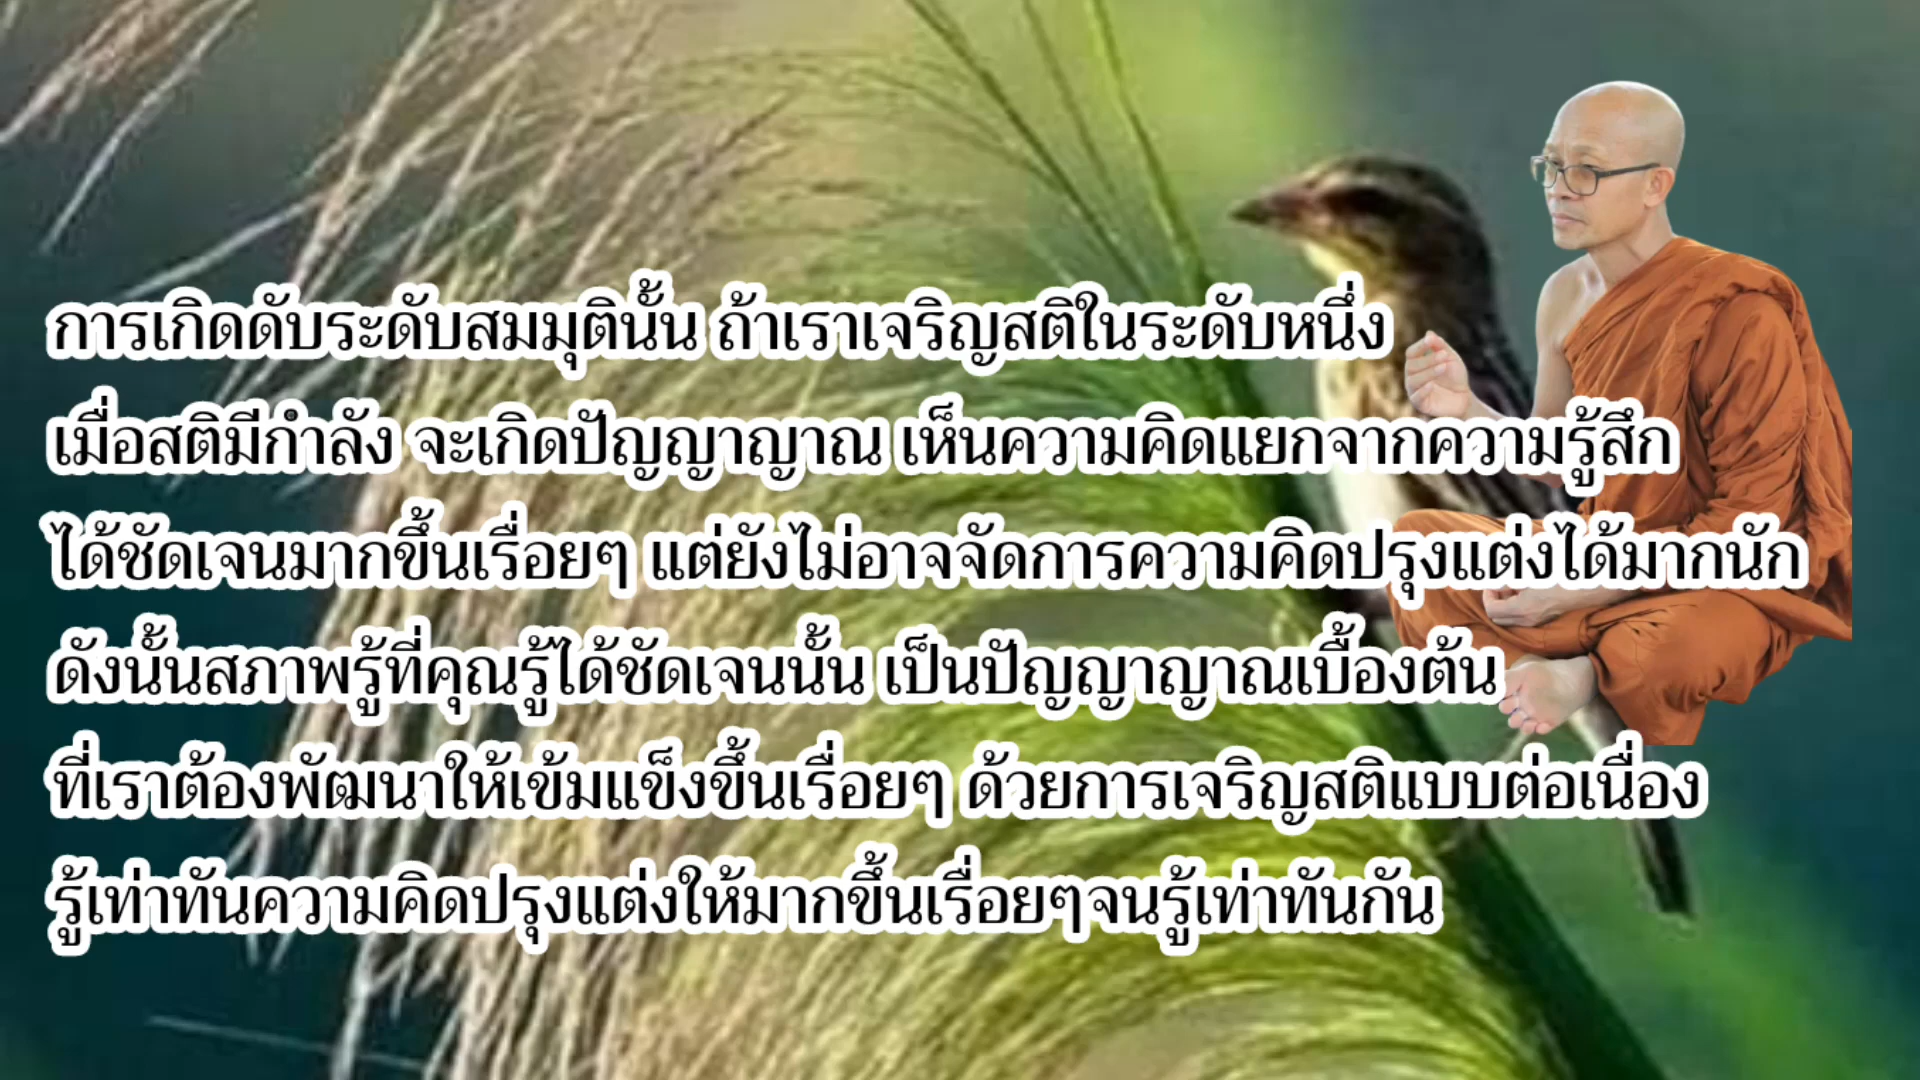 การเกิดดับระดับสมมุตินั้น ถ้าเราเจริญสติในระดับหนึ่ง
เมื่อสติมีกำลัง จะเกิดปัญญาญาณ เห็นความคิดแยกจากความรู้สึก
ได้ชัดเจนมากขึ้นเรื่อยๆ แต่ยังไม่อาจจัดการความคิดปรุงแต่งได้มากนัก
ดังนั้นสภาพรู้ที่คุณรู้ได้ชัดเจนนั้น เป็นปัญญาญาณเบื้องต้น
ที่เราต้องพัฒนาให้เข้มแข็งขึ้นเรื่อยๆ ด้วยการเจริญสติแบบต่อเนื่อง
รู้เท่าทันความคิดปรุงแต่งให้มากขึ้นเรื่อยๆจนรู้เท่าทันกัน